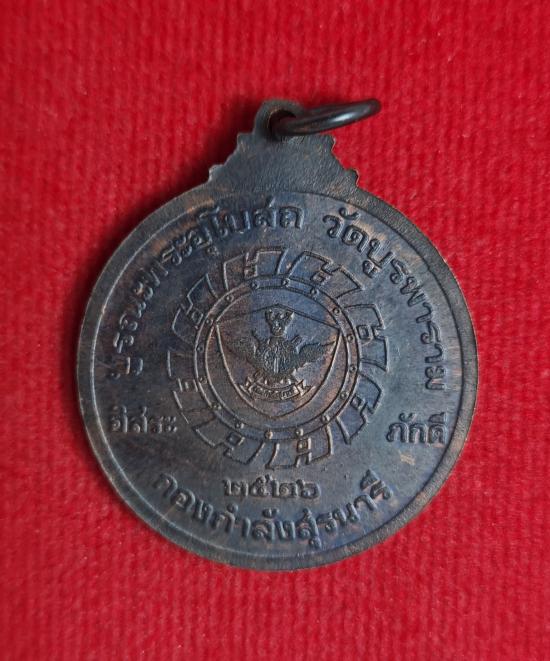 บูรณะพระอุโบสถ วัดบูรพาราม
อิสระ
ภักดี
๒๕๒๖
กองกำลังสุรนารี